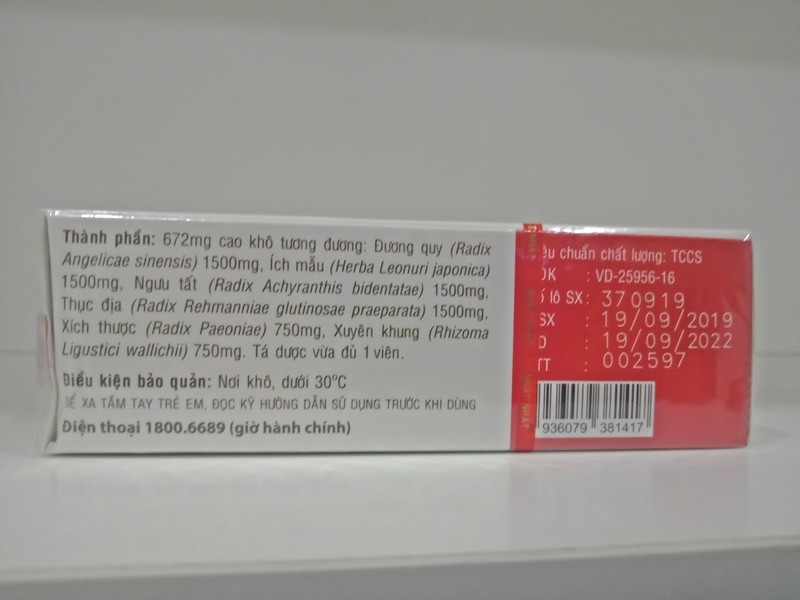 Thành phần: 672mg cao khô tương đương: Đương quy (Radix
Angelicae sinensis) 1500mg, Ích mẫu (Herba Leonuri japonica)
1500mg, Ngưu tất (Radix Achyranthis bidentatae) 1500mg,
Thục địa (Radix Rehmanniae glutinosae praeparata) 1500mg,
Xích thược (Radix Paeoniae) 750mg, Xuyên khung (Rhizoma
Ligustici wallichii) 750mg. Tá dược vừa đủ 1 viên.
Điều kiện bảo quản: Nơi khô, dưới 30°C
ĐỂ XA TẦM TAY TRẺ EM, ĐỌC KỸ HƯỚNG DẪN SỬ DỤNG TRƯỚC KHI DÙNG
Điện thoại 1800.6689 (giờ hành chính)
chuẩn chất lượng: TCCS
ĐK : VD-25956-16
lô SX: 370919
SX : 19/09/2019
D : 19/09/2022
TT : 002597
936079 381417